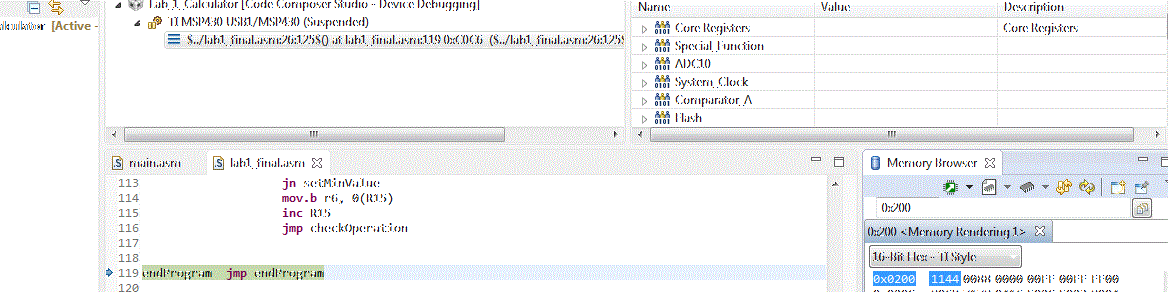 Lab_1_Calculator [Code Composer Studio - Device Debugging]
alculator [Active -
TI MSP430 USB1/MSP430 (Suspended)
$../lab1_final.asm:26:125$() at lab1_final.asm:119 0xC0C6 ($../lab1_final.asm:26:125$
Name Value Description
Core Registers Core Registers
Special_Function
ADC10
System_Clock
Comparator_A
Flash
main.asm lab1_final.asm
113 jn setMinValue
114 mov.b r6, 0(R15)
115 inc R15
116 jmp checkOperation
117
118
119 endProgram jmp endProgram
120
Memory Browser
0x200
0x200 <Memory Rendering 1>
16-Bit Hex - TI Style
0x0200 1144 0088 0000 00FF 00FF FF00